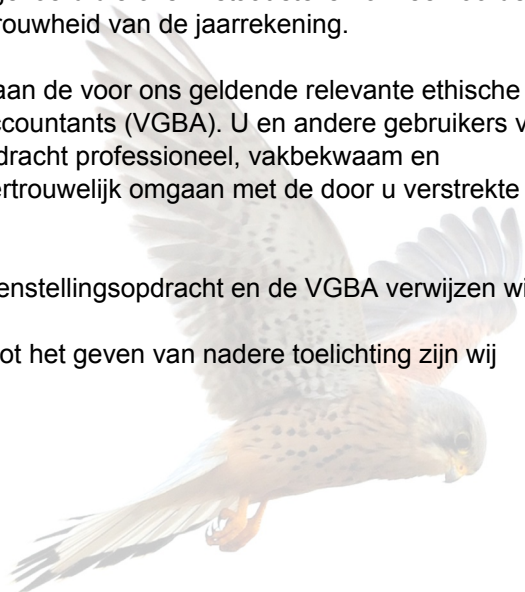 rouwheid van de jaarrekening.
aan de voor ons geldende relevante ethische
ccountants (VGBA). U en andere gebruikers v
dracht professioneel, vakbekwaam en
ertrouwelijk omgaan met de door u verstrekte
enstellingsopdracht en de VGBA verwijzen wi
ot het geven van nadere toelichting zijn wij